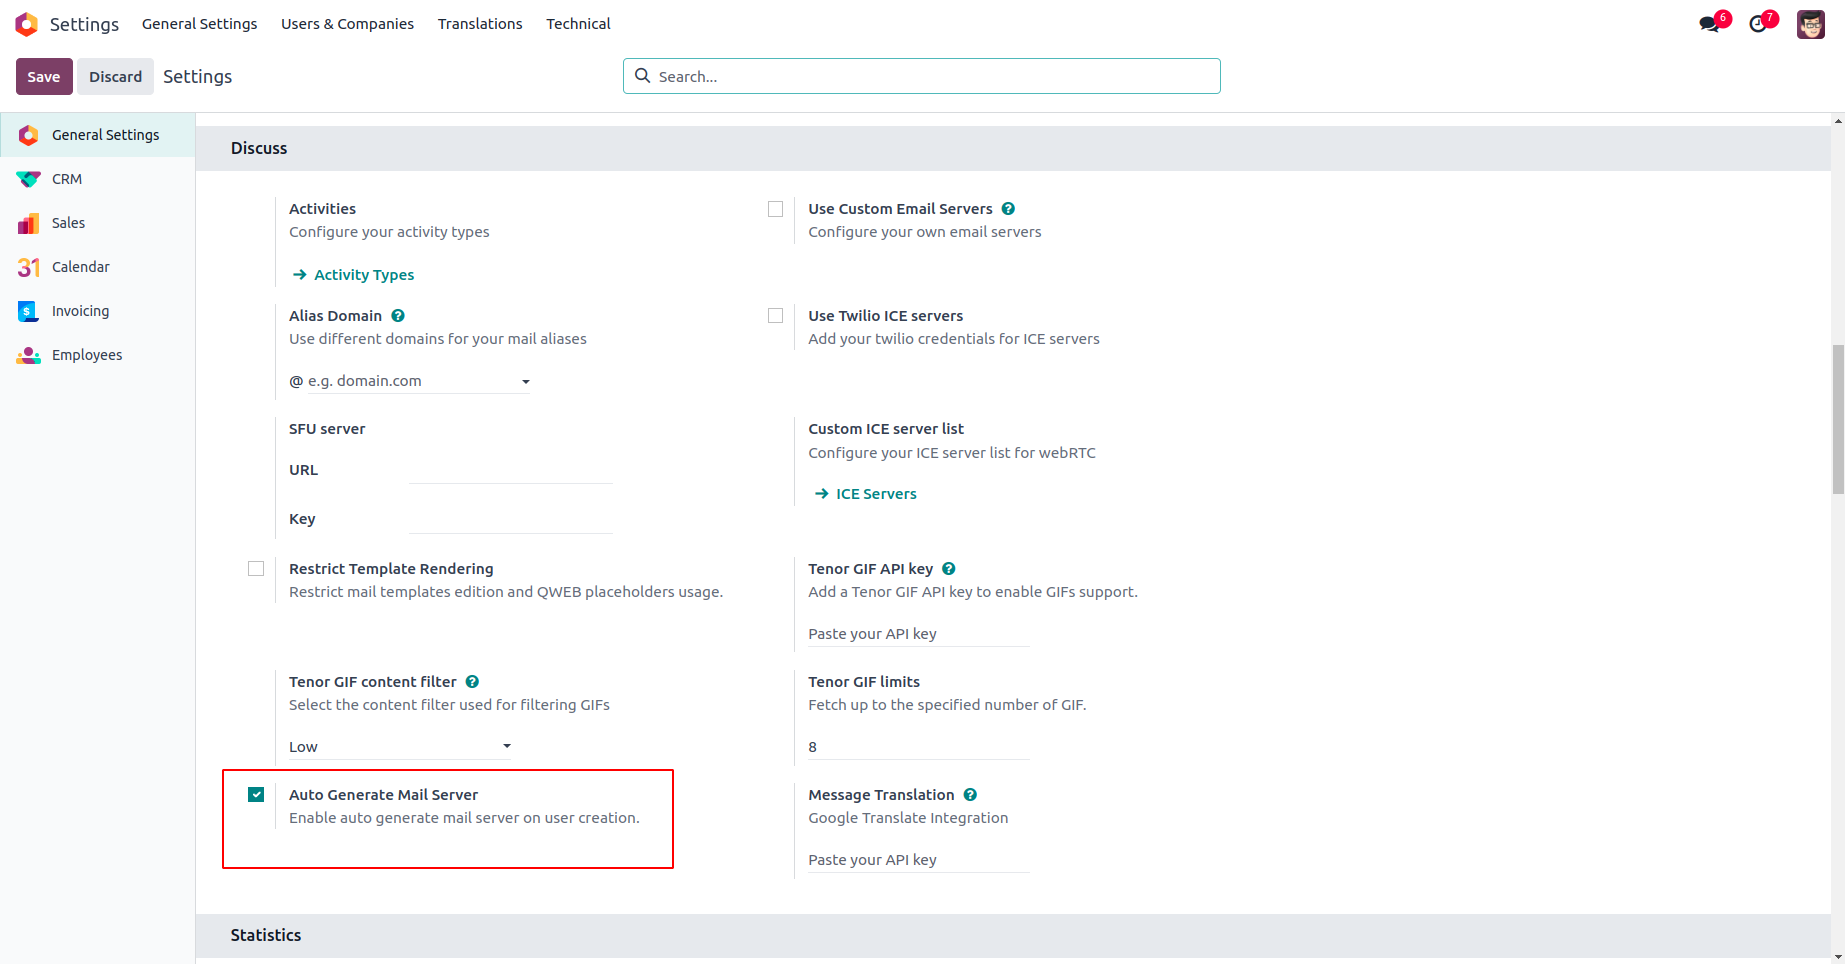 Settings General Settings Users & Companies Translations Technical 6 7
Save Discard Settings Search...
General Settings
CRM
Sales
31 Calendar
$ Invoicing
Employees
Discuss
Activities
Configure your activity types
Activity Types
Use Custom Email Servers ?
Configure your own email servers
Alias Domain ?
Use different domains for your mail aliases
@ e.g. domain.com
Use Twilio ICE servers
Add your twilio credentials for ICE servers
SFU server
URL
Key
Custom ICE server list
Configure your ICE server list for webRTC
ICE Servers
Restrict Template Rendering
Restrict mail templates edition and QWEB placeholders usage.
Tenor GIF API key ?
Add a Tenor GIF API key to enable GIFs support.
Paste your API key
Tenor GIF content filter ?
Select the content filter used for filtering GIFs
Low
Tenor GIF limits
Fetch up to the specified number of GIF.
8
Auto Generate Mail Server
Enable auto generate mail server on user creation.
Message Translation ?
Google Translate Integration
Paste your API key
Statistics